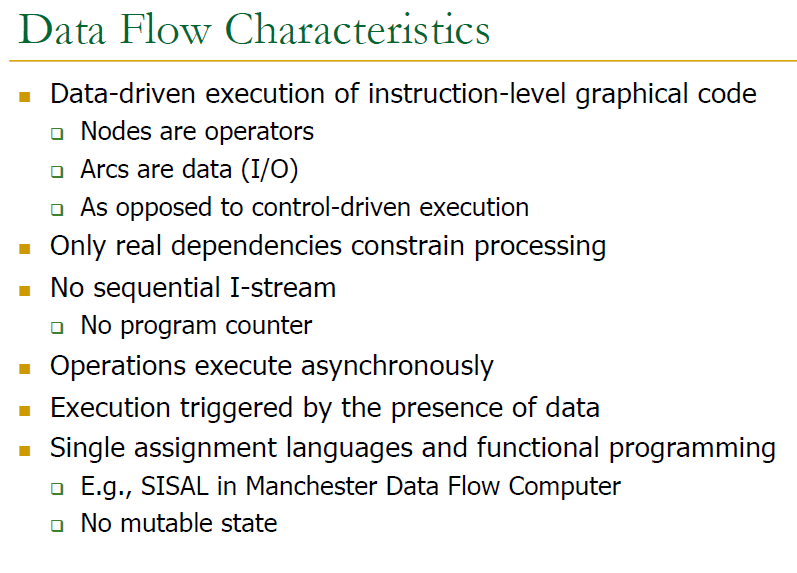 Data Flow Characteristics
Data-driven execution of instruction-level graphical code
Nodes are operators
Arcs are data (I/O)
As opposed to control-driven execution
Only real dependencies constrain processing
No sequential I-stream
No program counter
Operations execute asynchronously
Execution triggered by the presence of data
Single assignment languages and functional programming
E.g., SISAL in Manchester Data Flow Computer
No mutable state